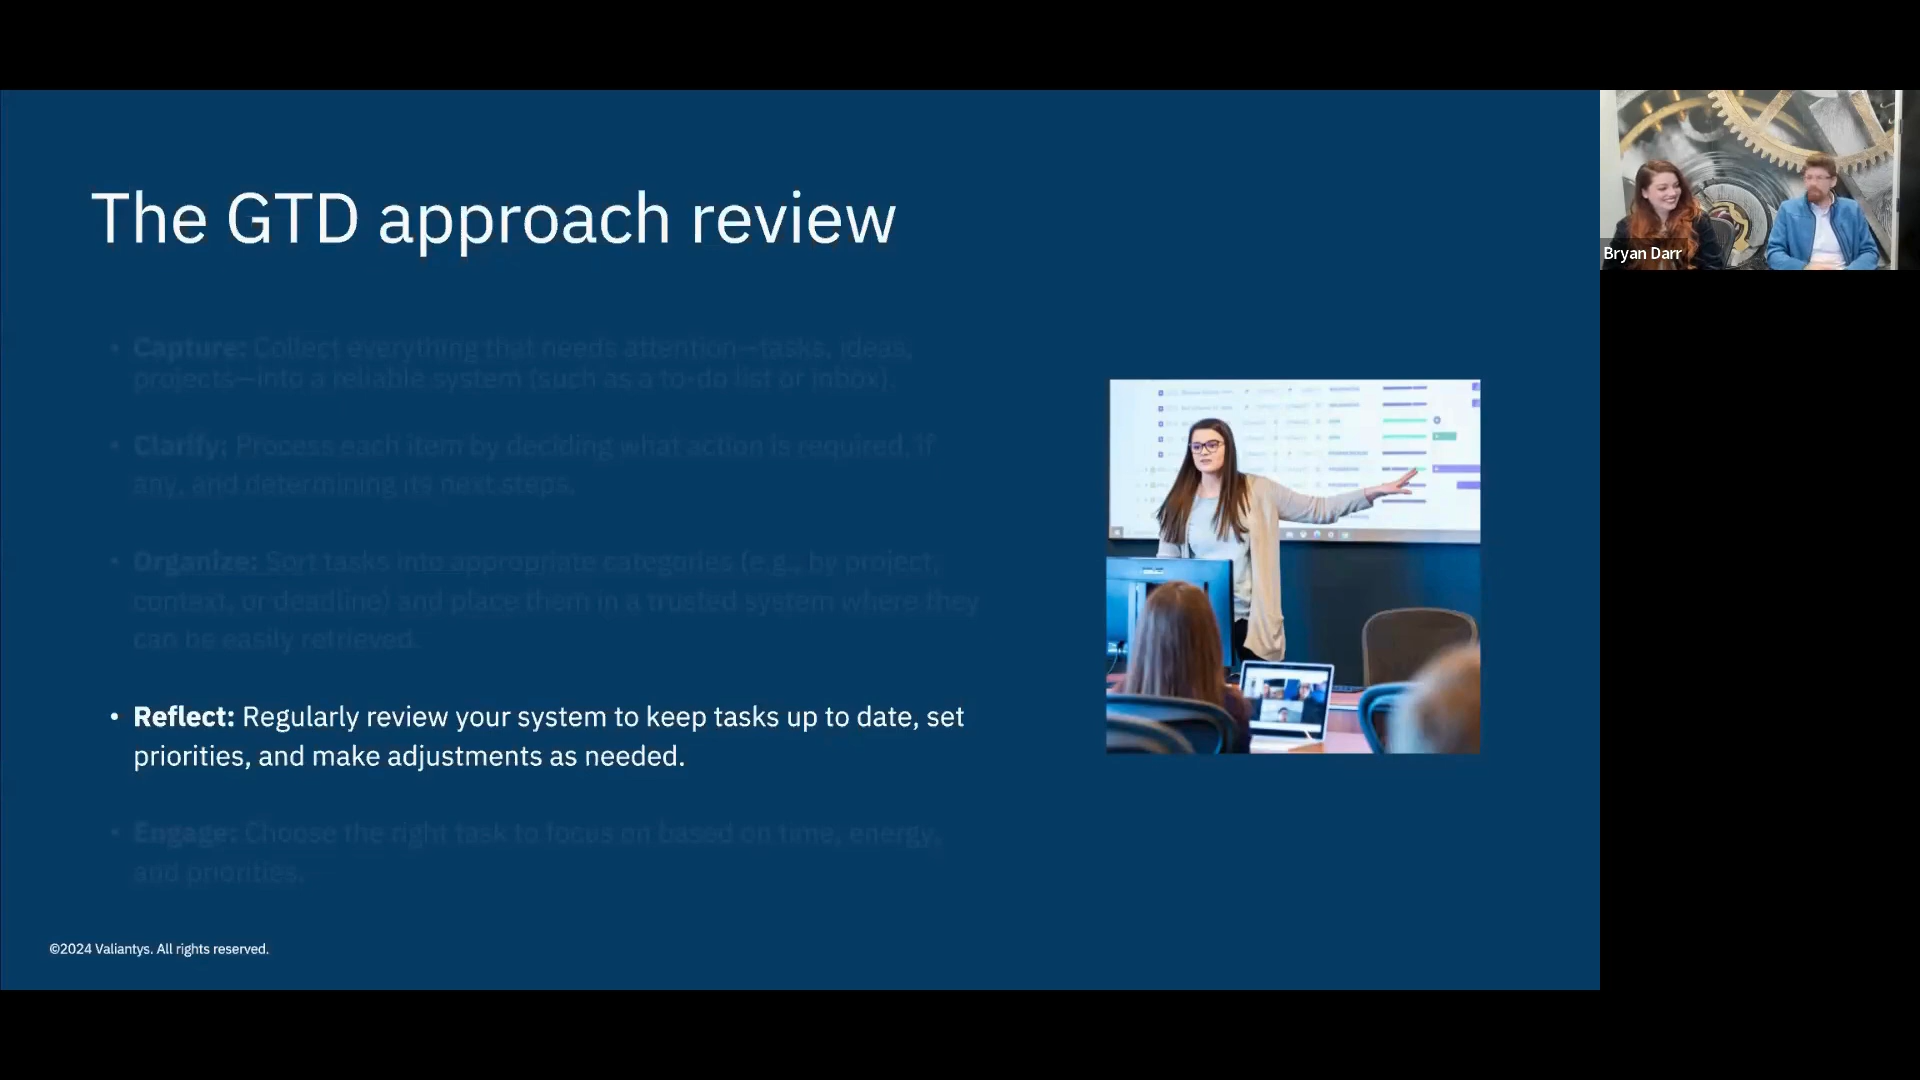 The GTD approach review
• Capture: Collect everything that needs attention—tasks, ideas,
projects—into a reliable system (such as a to-do list or inbox).
• Clarify: Process each item by deciding what action is required, if
any, and determining its next steps.
• Organize: Sort tasks into appropriate categories (e.g., by project,
context, or deadline) and place them in a trusted system where they
can be easily retrieved.
• Reflect: Regularly review your system to keep tasks up to date, set
priorities, and make adjustments as needed.
• Engage: Choose the right task to focus on based on time, energy,
and priorities.
©2024 Valiantys. All rights reserved.
Bryan Darr